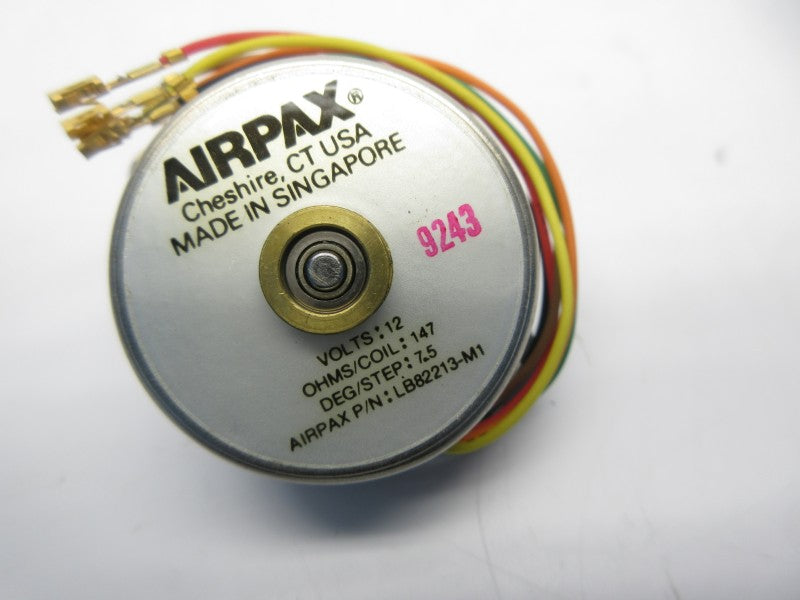 AIRPAX®
Cheshire, CT USA
MADE IN SINGAPORE
9243
VOLTS: 12
OHMS/COIL: 147
DEG/STEP: 7.5
AIRPAX P/N: LB82213-M1